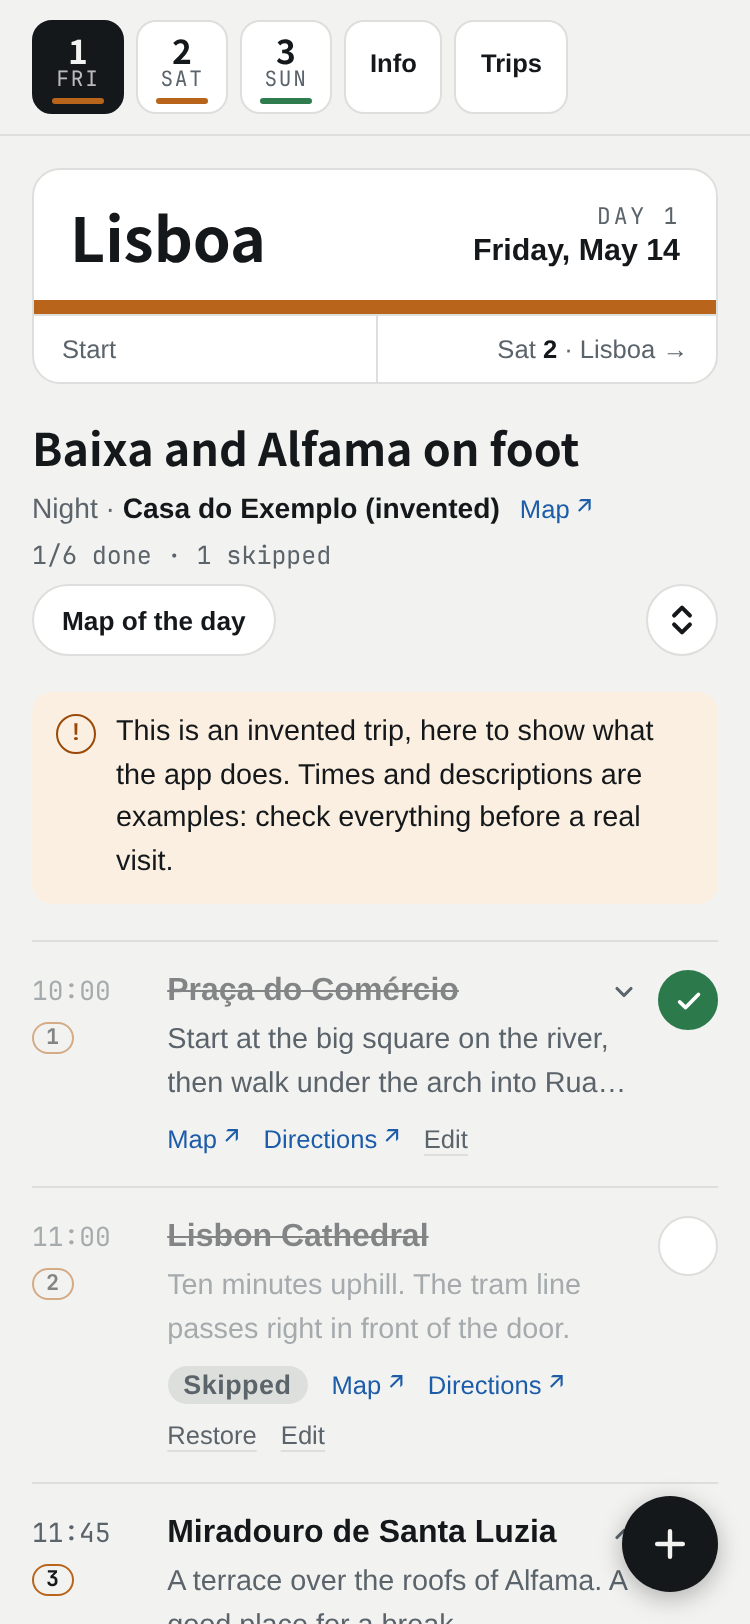 1
FRI
2
SAT
3
SUN
Info
Trips
Lisboa
DAY 1
Friday, May 14
Start
Sat 2 · Lisboa →
Baixa and Alfama on foot
Night · Casa do Exemplo (invented) Map
1/6 done · 1 skipped
Map of the day
! This is an invented trip, here to show what
the app does. Times and descriptions are
examples: check everything before a real
visit.
10:00 Praça do Comércio
1 Start at the big square on the river,
then walk under the arch into Rua…
Map Directions Edit
11:00 Lisbon Cathedral
2 Ten minutes uphill. The tram line
passes right in front of the door.
Skipped Map Directions
Restore Edit
11:45 Miradouro de Santa Luzia
3 A terrace over the roofs of Alfama. A
good place for a break.